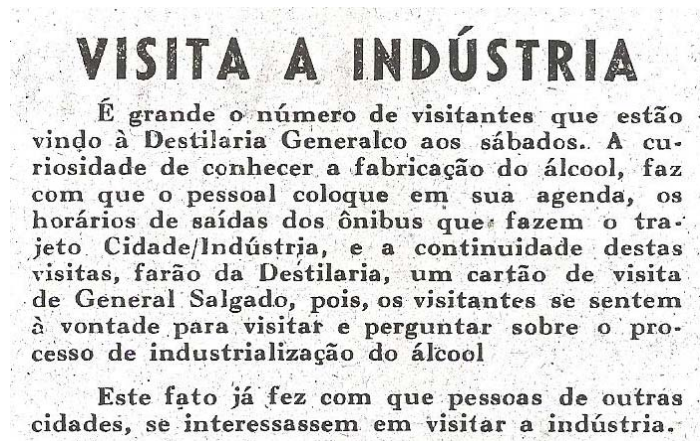 VISITA A INDÚSTRIA
É grande o número de visitantes que estão
vindo à Destilaria Generalco aos sábados.. A cu-
riosidade de conhecer a fabricação do álcool, faz
com que o pessoal coloque em sua agenda, os
horários de saídas dos ônibus que fazem o tra-
jeto Cidade/Indústria, e a continuidade destas
visitas, farão da Destilaria, um cartão de visita
de General Salgado, pois, os visitantes se sentem
à vontade para visitar e perguntar sobre o pro-
cesso de industrialização do álcool
Este fato já fez com que pessoas de outras
cidades, se interessassem em visitar a indústria.